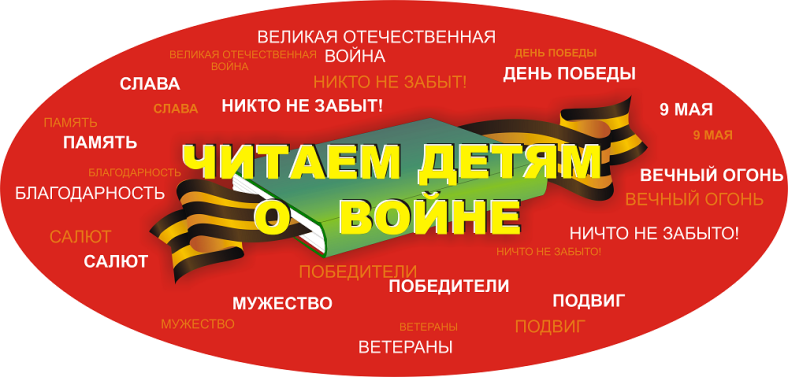 ВЕЛИКАЯ ОТЕЧЕСТВЕННАЯ
ВОЙНА
ВЕЛИКАЯ ОТЕЧЕСТВЕННАЯ
ВОЙНА
ДЕНЬ ПОБЕДЫ
ДЕНЬ ПОБЕДЫ
СЛАВА
НИКТО НЕ ЗАБЫТ!
СЛАВА
НИКТО НЕ ЗАБЫТ!
9 МАЯ
ПАМЯТЬ
9 МАЯ
ПАМЯТЬ
ЧИТАЕМ ДЕТЯМ
О ВОЙНЕ
БЛАГОДАРНОСТЬ
ВЕЧНЫЙ ОГОНЬ
БЛАГОДАРНОСТЬ
ВЕЧНЫЙ ОГОНЬ
САЛЮТ
НИЧТО НЕ ЗАБЫТО!
САЛЮТ
НИЧТО НЕ ЗАБЫТО!
ПОБЕДИТЕЛИ
ПОБЕДИТЕЛИ
МУЖЕСТВО
ПОДВИГ
МУЖЕСТВО
ВЕТЕРАНЫ
ПОДВИГ
ВЕТЕРАНЫ